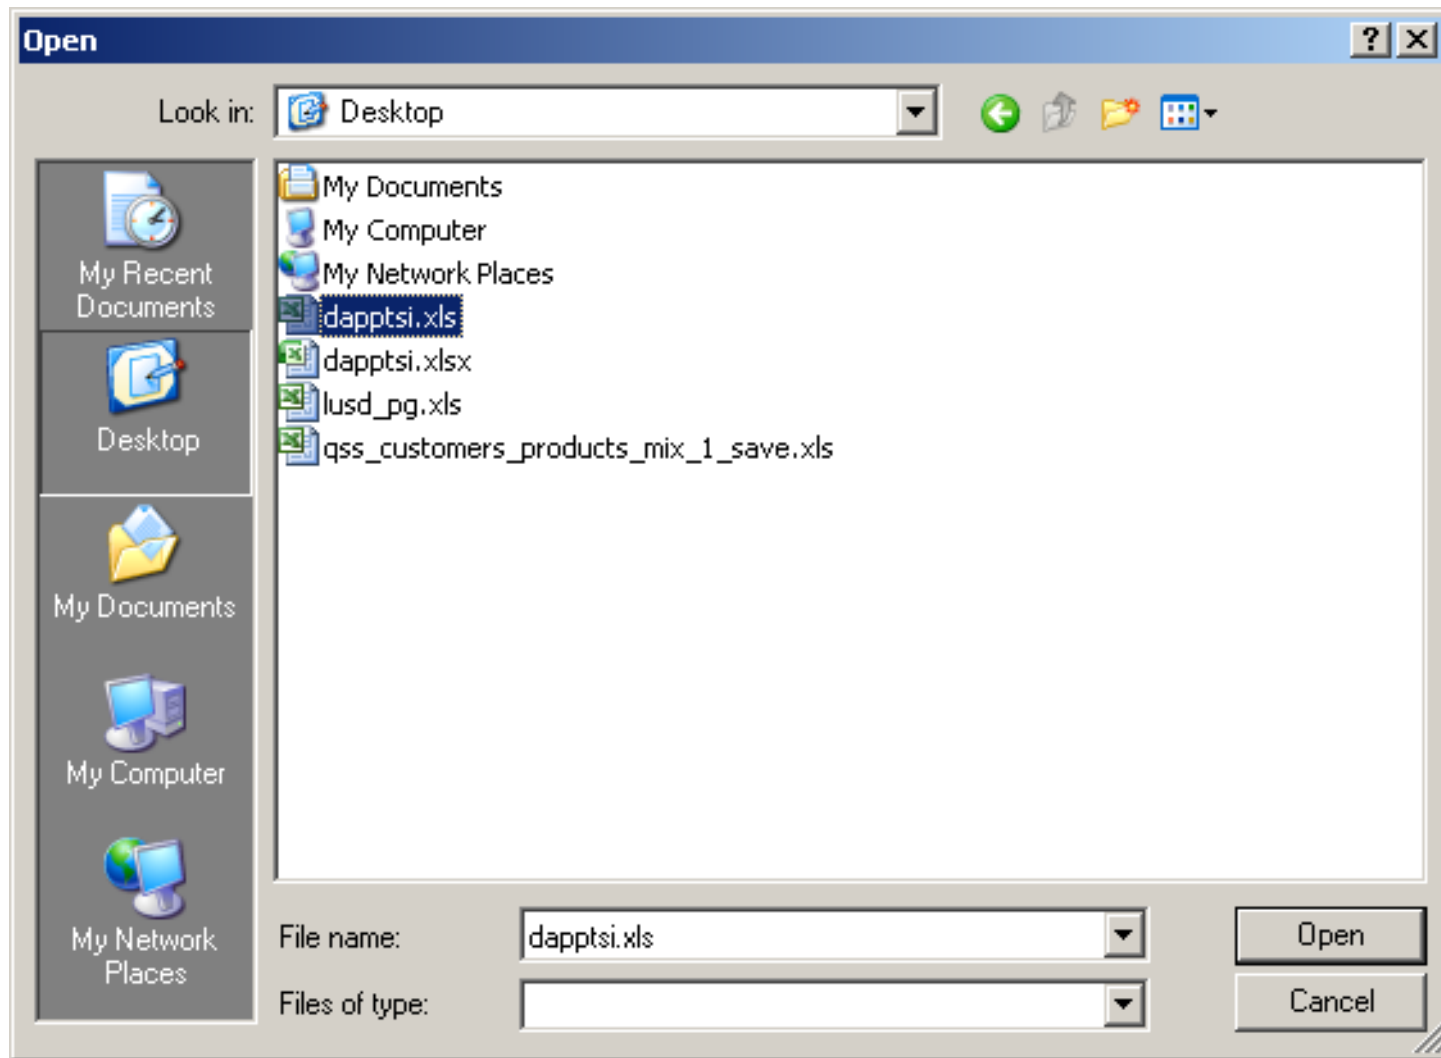 Open
Look in: Desktop
My Recent
Documents
Desktop
My Documents
My Computer
My Network
Places
My Documents
My Computer
My Network Places
dapptsi.xls
dapptsi.xlsx
lusd_pg.xls
qss_customers_products_mix_1_save.xls
File name: dapptsi.xls Open
Files of type: Cancel